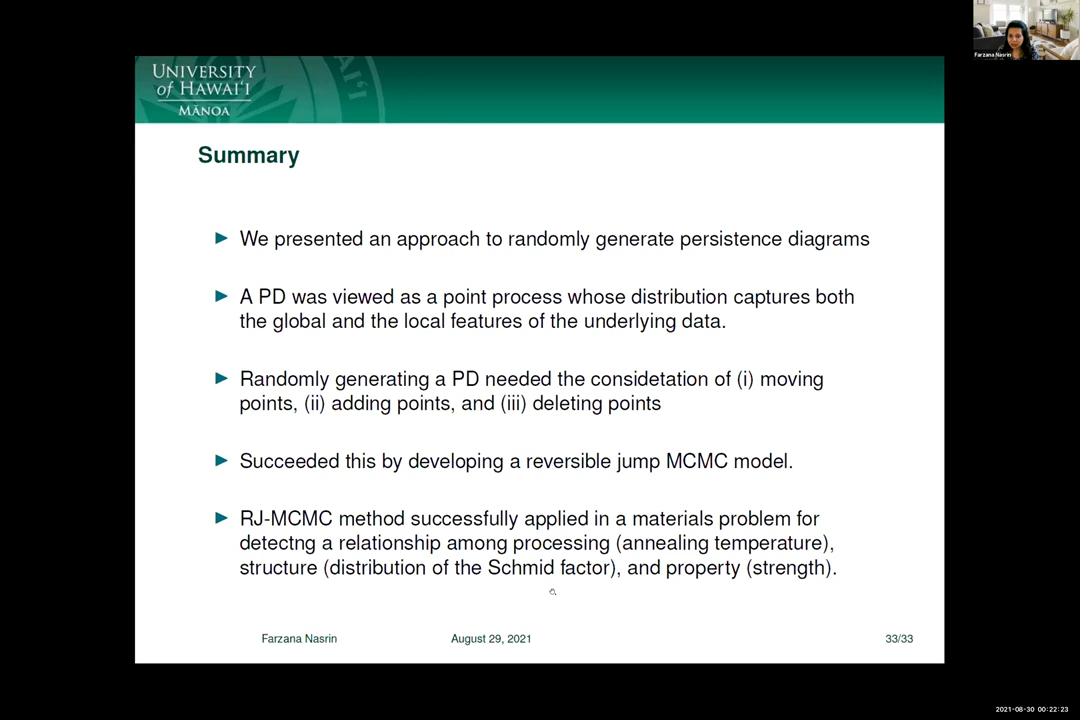 Farzana Nasrin
UNIVERSITY
of HAWAIʻI
MĀNOA
Summary
We presented an approach to randomly generate persistence diagrams
A PD was viewed as a point process whose distribution captures both
the global and the local features of the underlying data.
Randomly generating a PD needed the considetation of (i) moving
points, (ii) adding points, and (iii) deleting points
Succeeded this by developing a reversible jump MCMC model.
RJ-MCMC method successfully applied in a materials problem for
detectng a relationship among processing (annealing temperature),
structure (distribution of the Schmid factor), and property (strength).
Farzana Nasrin
August 29, 2021
33/33
2021-08-30 00:22:23